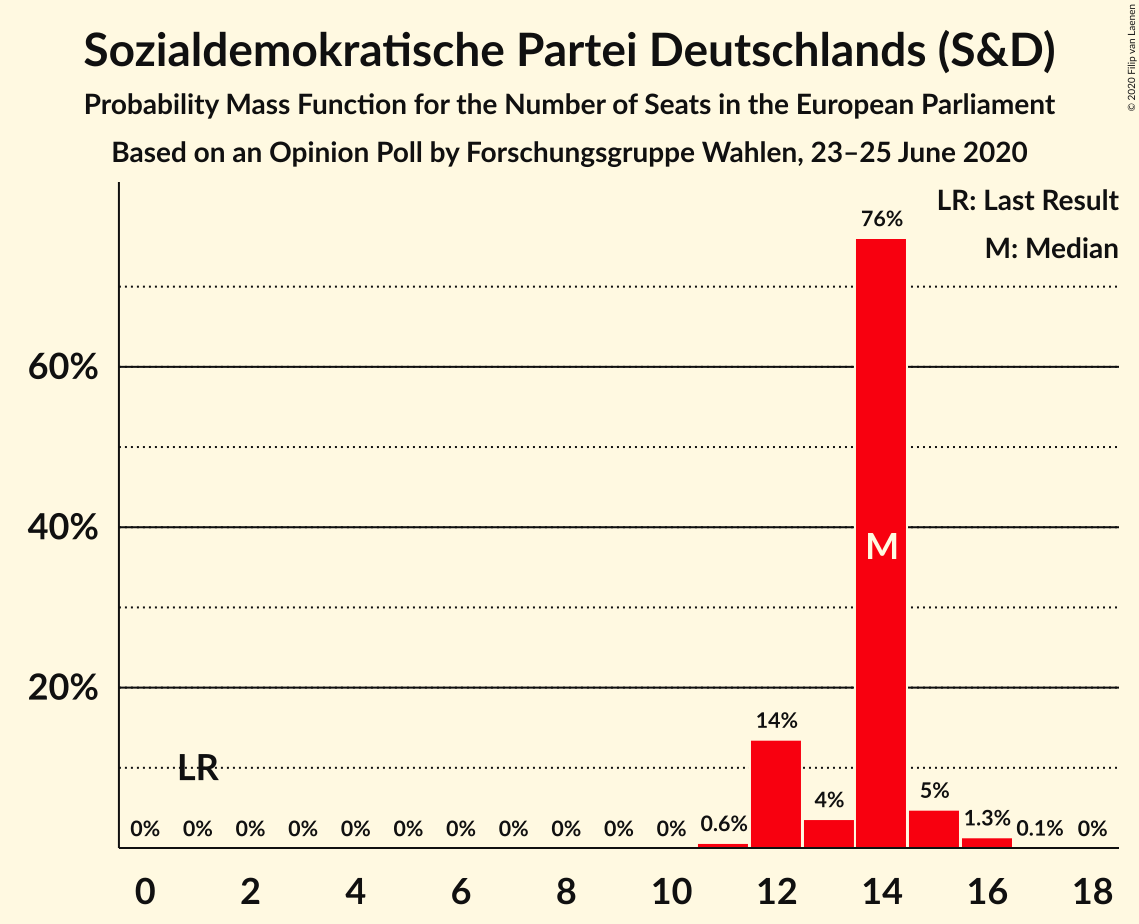 Sozialdemokratische Partei Deutschlands (S&D)
Probability Mass Function for the Number of Seats in the European Parliament
Based on an Opinion Poll by Forschungsgruppe Wahlen, 23–25 June 2020
© 2020 Filip van Laenen
LR: Last Result
M: Median
76%
60%
40%
M
20%
14%
LR
5%
4%
0% 0% 0% 0% 0% 0% 0% 0% 0% 0% 0% 0.6% 1.3% 0.1% 0%
0 2 4 6 8 10 12 14 16 18